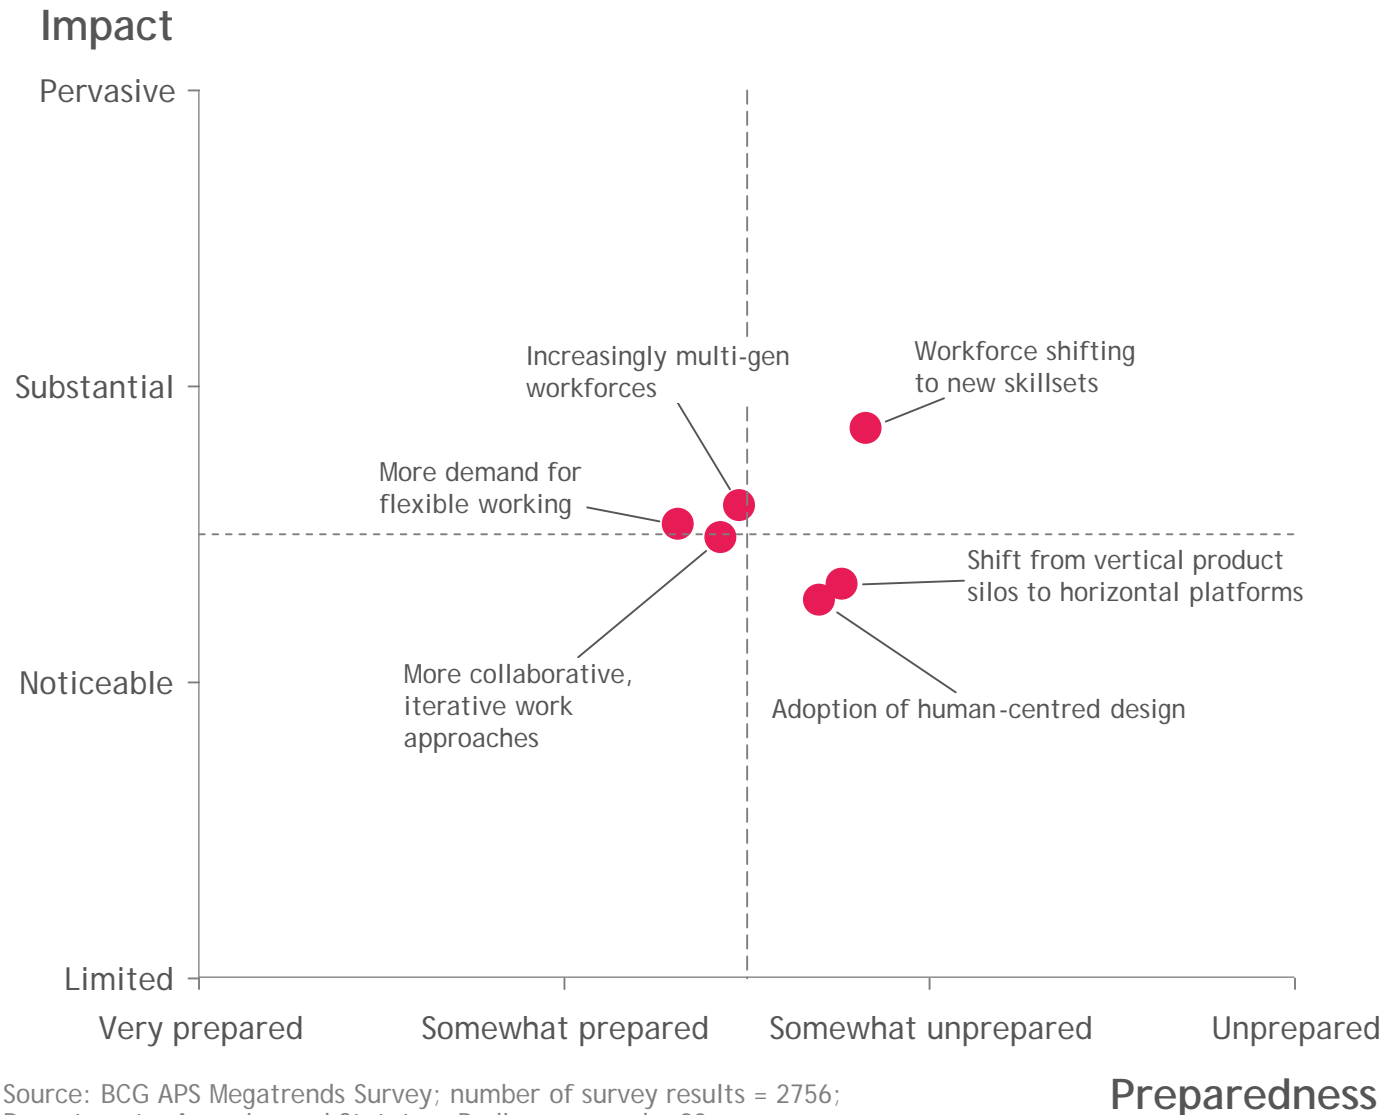 Impact
Pervasive
Increasingly multi-gen
workforces
Workforce shifting
to new skillsets
Substantial
More demand for
flexible working
Shift from vertical product
silos to horizontal platforms
More collaborative,
iterative work
approaches
Noticeable
Adoption of human-centred design
Limited
Very prepared
Somewhat prepared
Somewhat unprepared
Unprepared
Preparedness
Source: BCG APS Megatrends Survey; number of survey results = 2756;